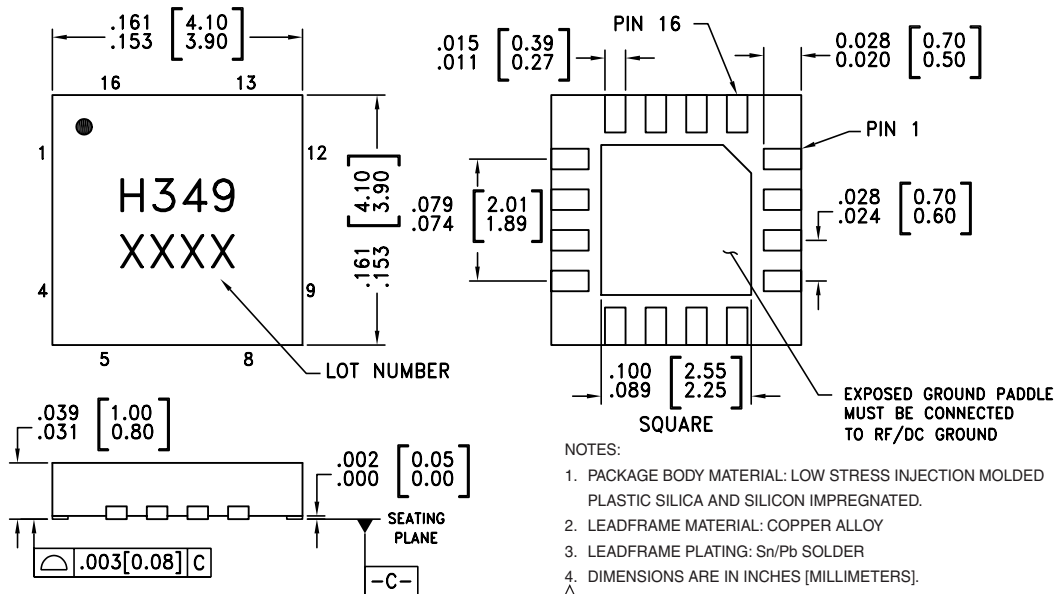 .161 [4.10]
.153 [3.90]
16 13
1
12
H349
XXXX
4
9
5 8
[4.10]
[3.90]
.161
.153
LOT NUMBER
PIN 16
.015 [0.39]
.011 [0.27]
0.028 [0.70]
0.020 [0.50]
PIN 1
.079 [2.01]
.074 [1.89]
.028 [0.70]
.024 [0.60]
.100 [2.55]
.089 [2.25]
SQUARE
EXPOSED GROUND PADDLE
MUST BE CONNECTED
TO RF/DC GROUND
.039 [1.00]
.031 [0.80]
.002 [0.05]
.000 [0.00]
SEATING
PLANE
.003[0.08] C
-C-
NOTES:
1. PACKAGE BODY MATERIAL: LOW STRESS INJECTION MOLDED
PLASTIC SILICA AND SILICON IMPREGNATED.
2. LEADFRAME MATERIAL: COPPER ALLOY
3. LEADFRAME PLATING: Sn/Pb SOLDER
4. DIMENSIONS ARE IN INCHES [MILLIMETERS].